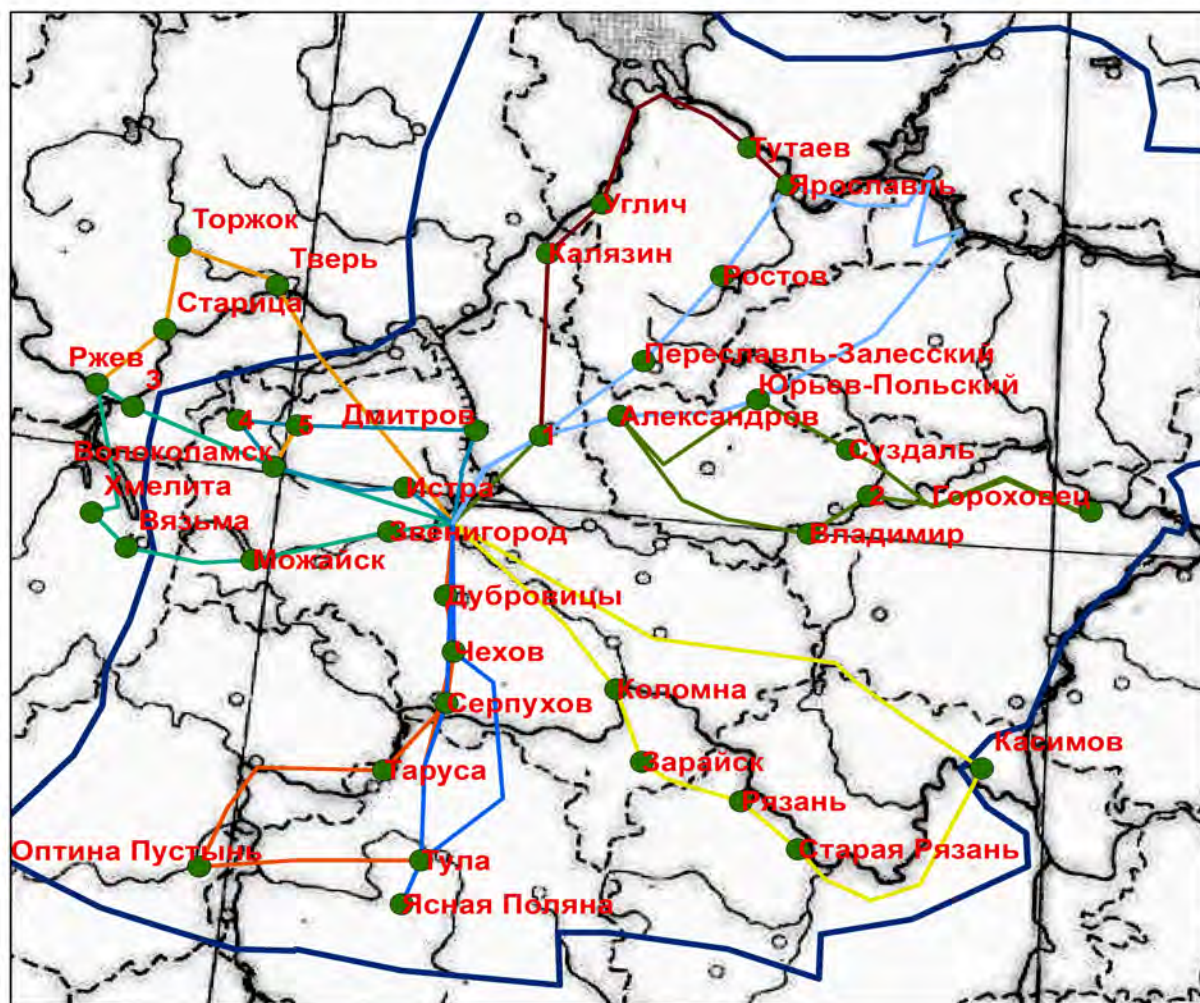 Тутаев
Ярославль
Углич
Торжок
Калязин
Тверь
Ростов
Старица
Переславль-Залесский
Ржев
3
Юрьев-Польский
4
5
Дмитров
Александров
1
Волокопамск
Суздаль
Истра
Хмелита
2
Гороховец
Вязьма
Звенигород
Владимир
Можайск
Дубровицы
Чехов
Коломна
Серпухов
Касимов
Зарайск
Таруса
Рязань
Оптина Пустынь
Тула
Старая Рязань
Ясная Поляна